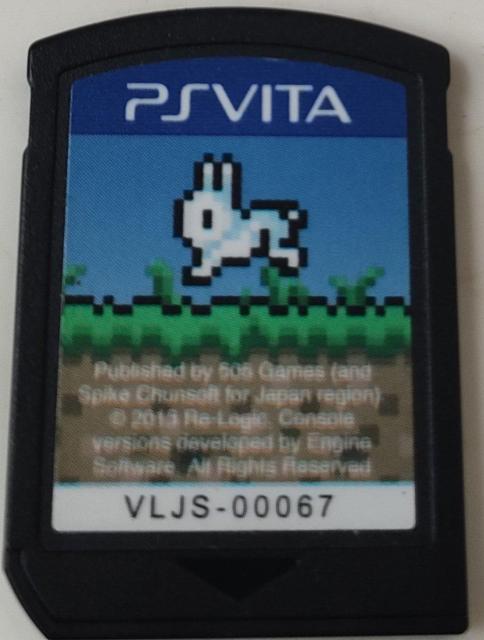 PSVITA
Published by 505 Games (and
Spike Chunsoft for Japan region)
© 2013 Re-Logic. Console
versions developed by Engine
Software. All Rights Reserved
VLJS-00067